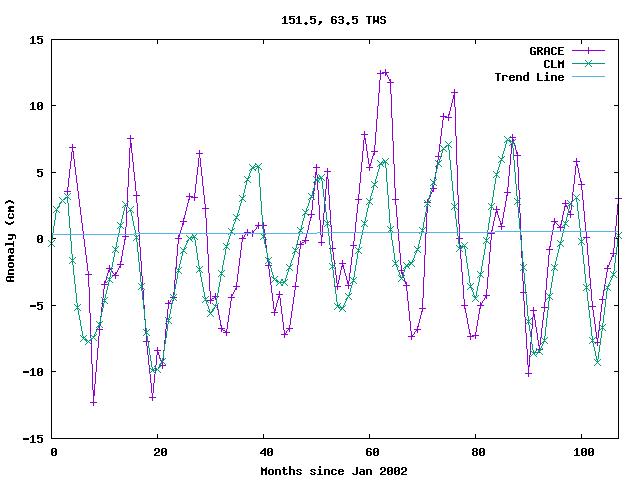 151.5, 63.5 TWS
15
GRACE
CLM
Trend Line
10
5
0
-5
-10
-15
Anomaly (cm)
0 20 40 60 80 100
Months since Jan 2002